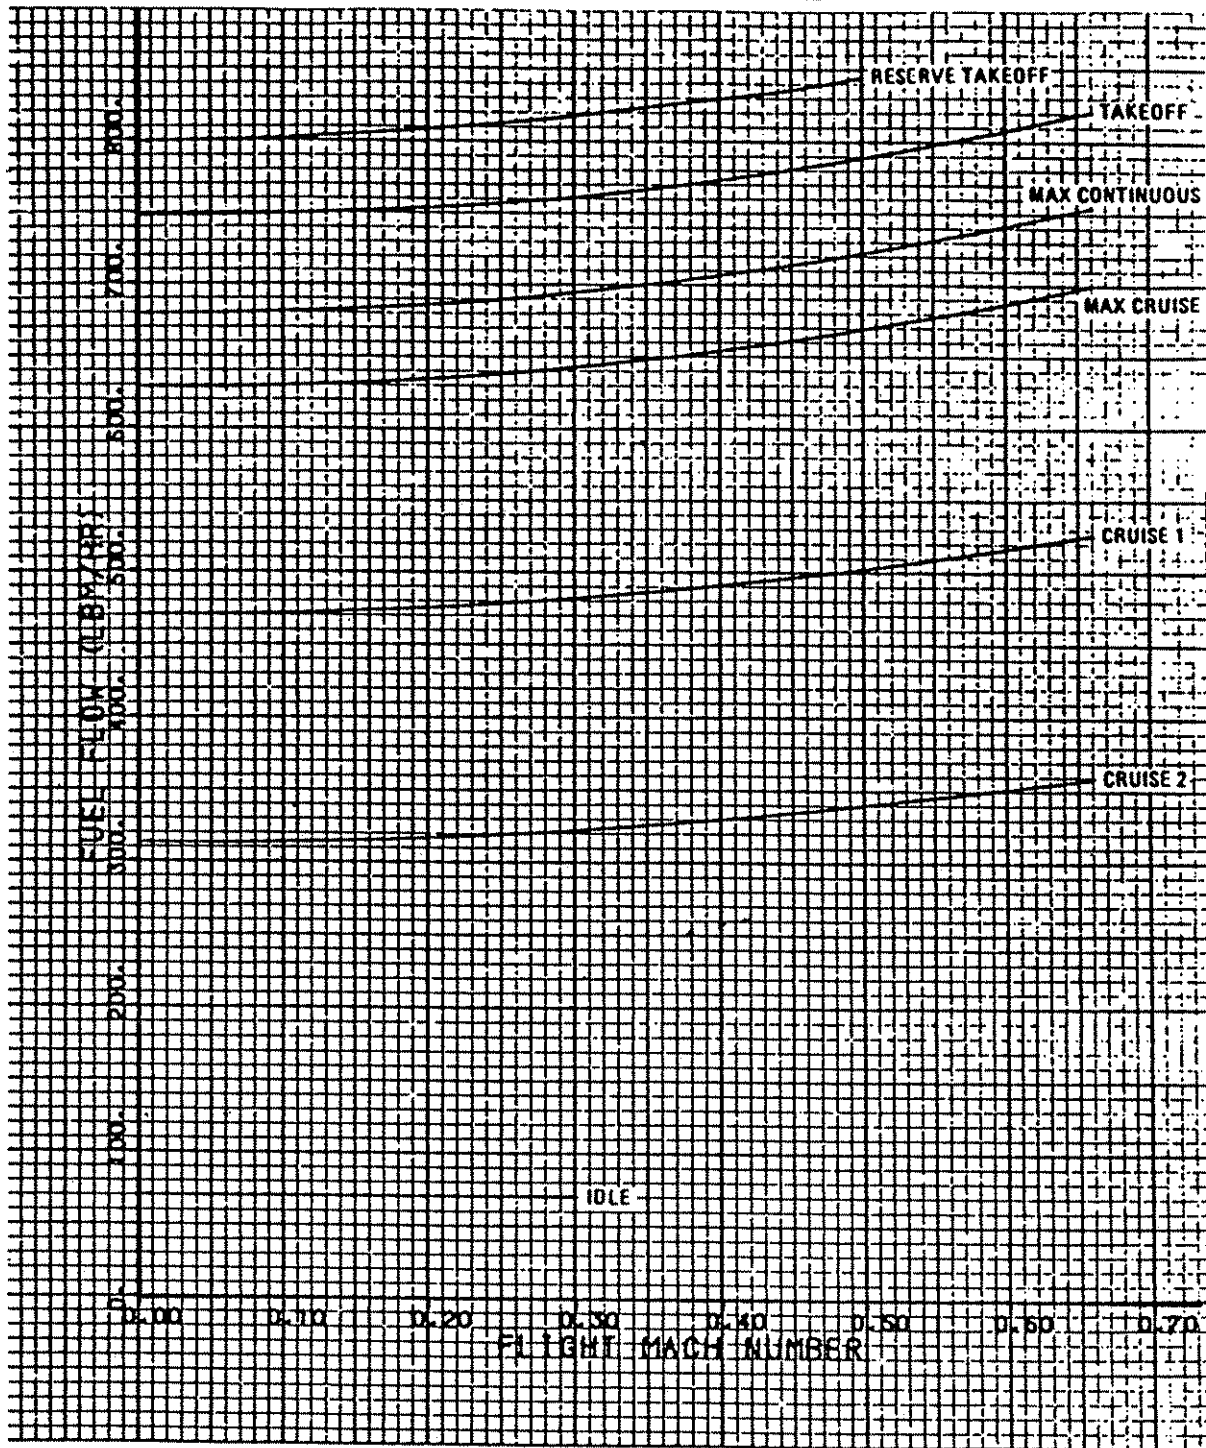 RESERVE TAKEOFF
TAKEOFF
MAX CONTINUOUS
MAX CRUISE
CRUISE 1
CRUISE 2
IDLE
FUEL FLOW (LBM/HR)
800.
700.
600.
500.
400.
300.
200.
100.
0.
0.00 0.10 0.20 0.30 0.40 0.50 0.60 0.70
FLIGHT MACH NUMBER